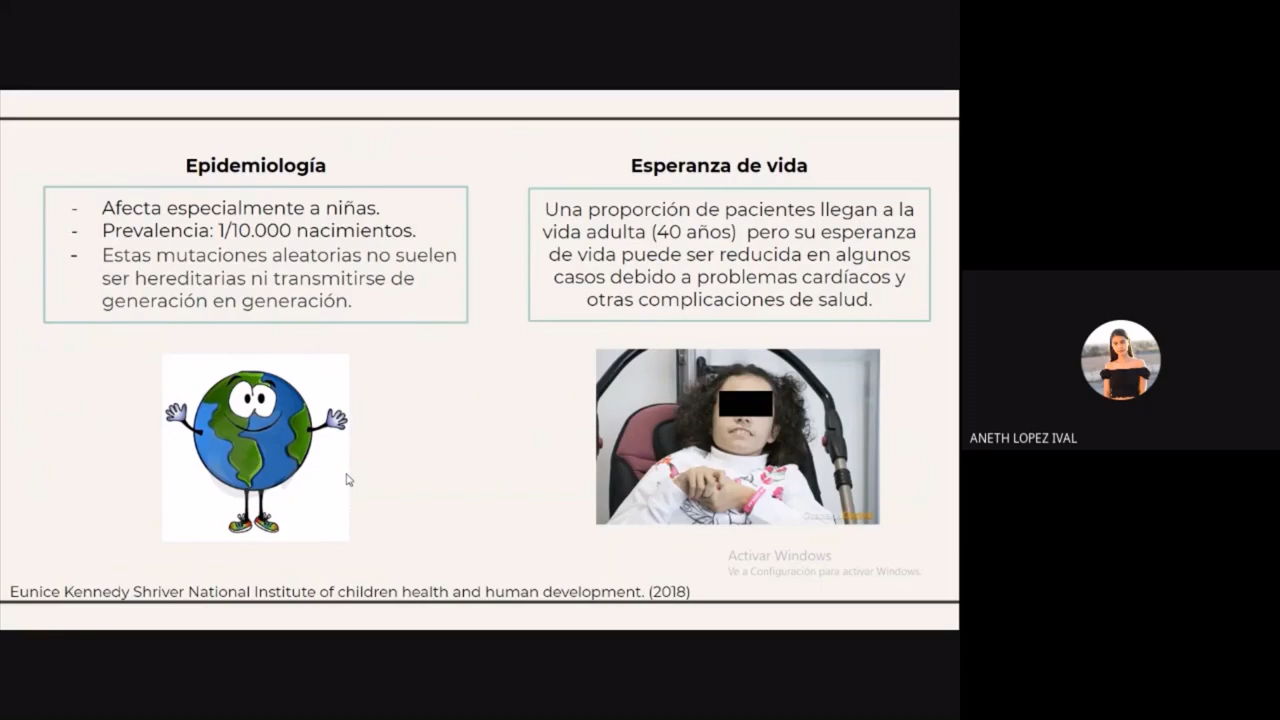 Epidemiología
- Afecta especialmente a niñas.
- Prevalencia: 1/10.000 nacimientos.
- Estas mutaciones aleatorias no suelen
ser hereditarias ni transmitirse de
generación en generación.
Esperanza de vida
Una proporción de pacientes llegan a la
vida adulta (40 años) pero su esperanza
de vida puede ser reducida en algunos
casos debido a problemas cardíacos y
otras complicaciones de salud.
Activar Windows
Ve a Configuración para activar Windows.
Eunice Kennedy Shriver National Institute of children health and human development. (2018)
ANETH LOPEZ IVAL